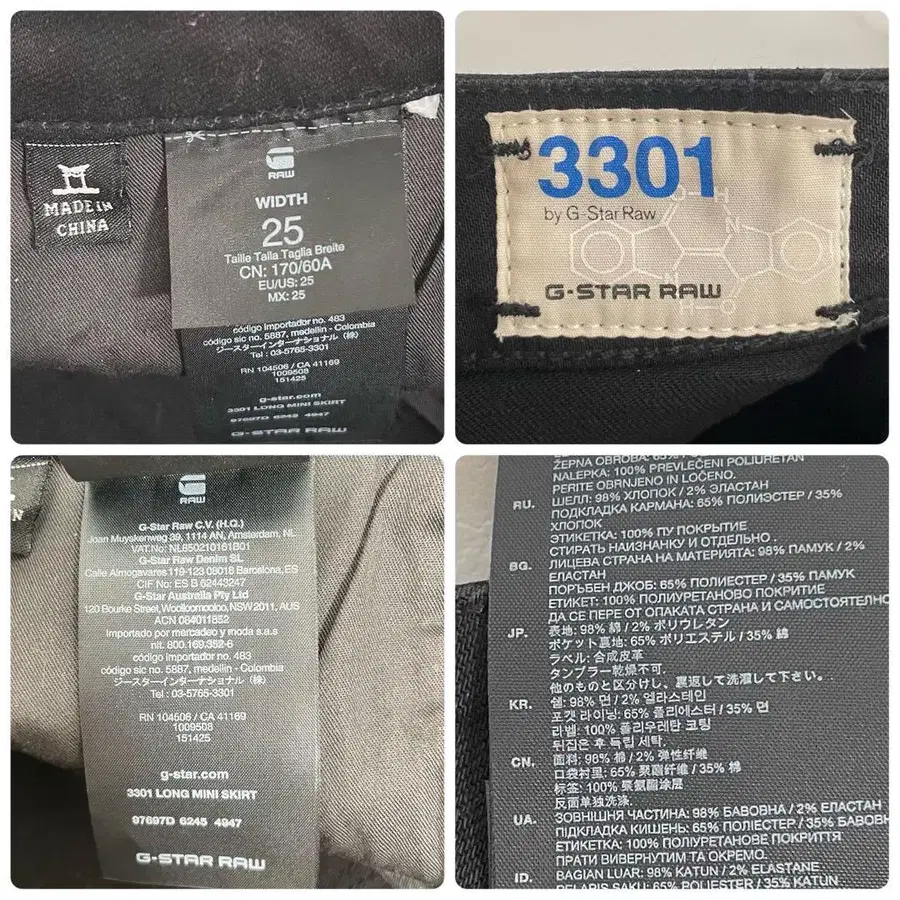 MADE IN
CHINA
RAW
WIDTH
25
Taille Talla Taglia Breite
CN: 170/60A
EU/US: 25
MX: 25
código importador no. 483
código sic no. 5887, medellin - Colombia
ジースターインターナショナル (株)
Tel : 03-5765-3301
RN 104506 / CA 41169
1009508
151425
g-star.com
3301 LONG MINI SKIRT
97697D 6245 4947
G-STAR RAW
3301
by G-Star Raw
G-STAR RAW
RAW
G-Star Raw C.V. (H.Q.)
Joan Muyskenweg 39, 1114 AN, Amsterdam, NL
VAT.No: NL850210161B01
G-Star Raw Denim SL
Calle Almogavares 119-123 08018 Barcelona, ES
CIF No: ES B 62443247
G-Star Australia Pty Ltd
120 Bourke Street, Woolloomooloo, NSW 2011, AUS
ACN 084011852
Importado por mercadeo y moda s.a.s
nit. 800.169.352-6
código importador no. 483
código sic no. 5887, medellin - Colombia
ジースターインターナショナル (株)
Tel : 03-5765-3301
RN 104506 / CA 41169
1009508
151425
g-star.com
3301 LONG MINI SKIRT
97697D 6245 4947
G-STAR RAW
ŽEPNA OBROBA: 65%
NALEPKA: 100% PREVLEČENI POLIURETAN
PERITE OBRNJENO IN LOČENO.
RU. ШЕЛЛ: 98% ХЛОПОК / 2% ЭЛАСТАН
ПОДКЛАДКА КАРМАНА: 65% ПОЛИЭСТЕР / 35%
ХЛОПОК
ЭТИКЕТКА: 100% ПУ ПОКРЫТИЕ
СТИРАТЬ НАИЗНАНКУ И ОТДЕЛЬНО.
BG. ЛИЦЕВА СТРАНА НА МАТЕРИЯТА: 98% ПАМУК / 2%
ЕЛАСТАН
ПОРЪБЕН ДЖОБ: 65% ПОЛИЕСТЕР / 35% ПАМУК
ЕТИКЕТ: 100% ПОЛИУРЕТАНОВО ПОКРИТИЕ
ДА СЕ ПЕРЕ ОТ ОПАКАТА СТРАНА И САМОСТОЯТЕЛНО
JP. 表地: 98% 綿 / 2% ポリウレタン
ポケット裏地: 65% ポリエステル / 35% 綿
ラベル: 合成皮革
タンブラー乾燥不可.
他のものと区分けし、裏返して洗濯して下さい。.
KR. 쉘: 98% 면 / 2% 엘라스테인
포켓 라이닝: 65% 폴리에스터 / 35% 면
라벨: 100% 폴리우레탄 코팅
뒤집은 후 독립 세탁.
CN. 面料: 98% 棉 / 2% 弹性纤维
口袋衬里: 65% 聚酯纤维 / 35% 棉
标签: 100% 聚氨酯涂层
反面单独洗涤.
UA. ЗОВНІШНЯ ЧАСТИНА: 98% БАВОВНА / 2% ЕЛАСТАН
ПІДКЛАДКА КИШЕНЬ: 65% ПОЛІЕСТЕР / 35% БАВОВН
ЕТИКЕТКА: 100% ПОЛІУРЕТАНОВЕ ПОКРИТТЯ
ПРАТИ ВИВЕРНУТИМ ТА ОКРЕМО.
ID. BAGIAN LUAR: 98% KATUN / 2% ELASTANE
PELAPIS SAKU: 65% POLIESTER / 35% KATUN